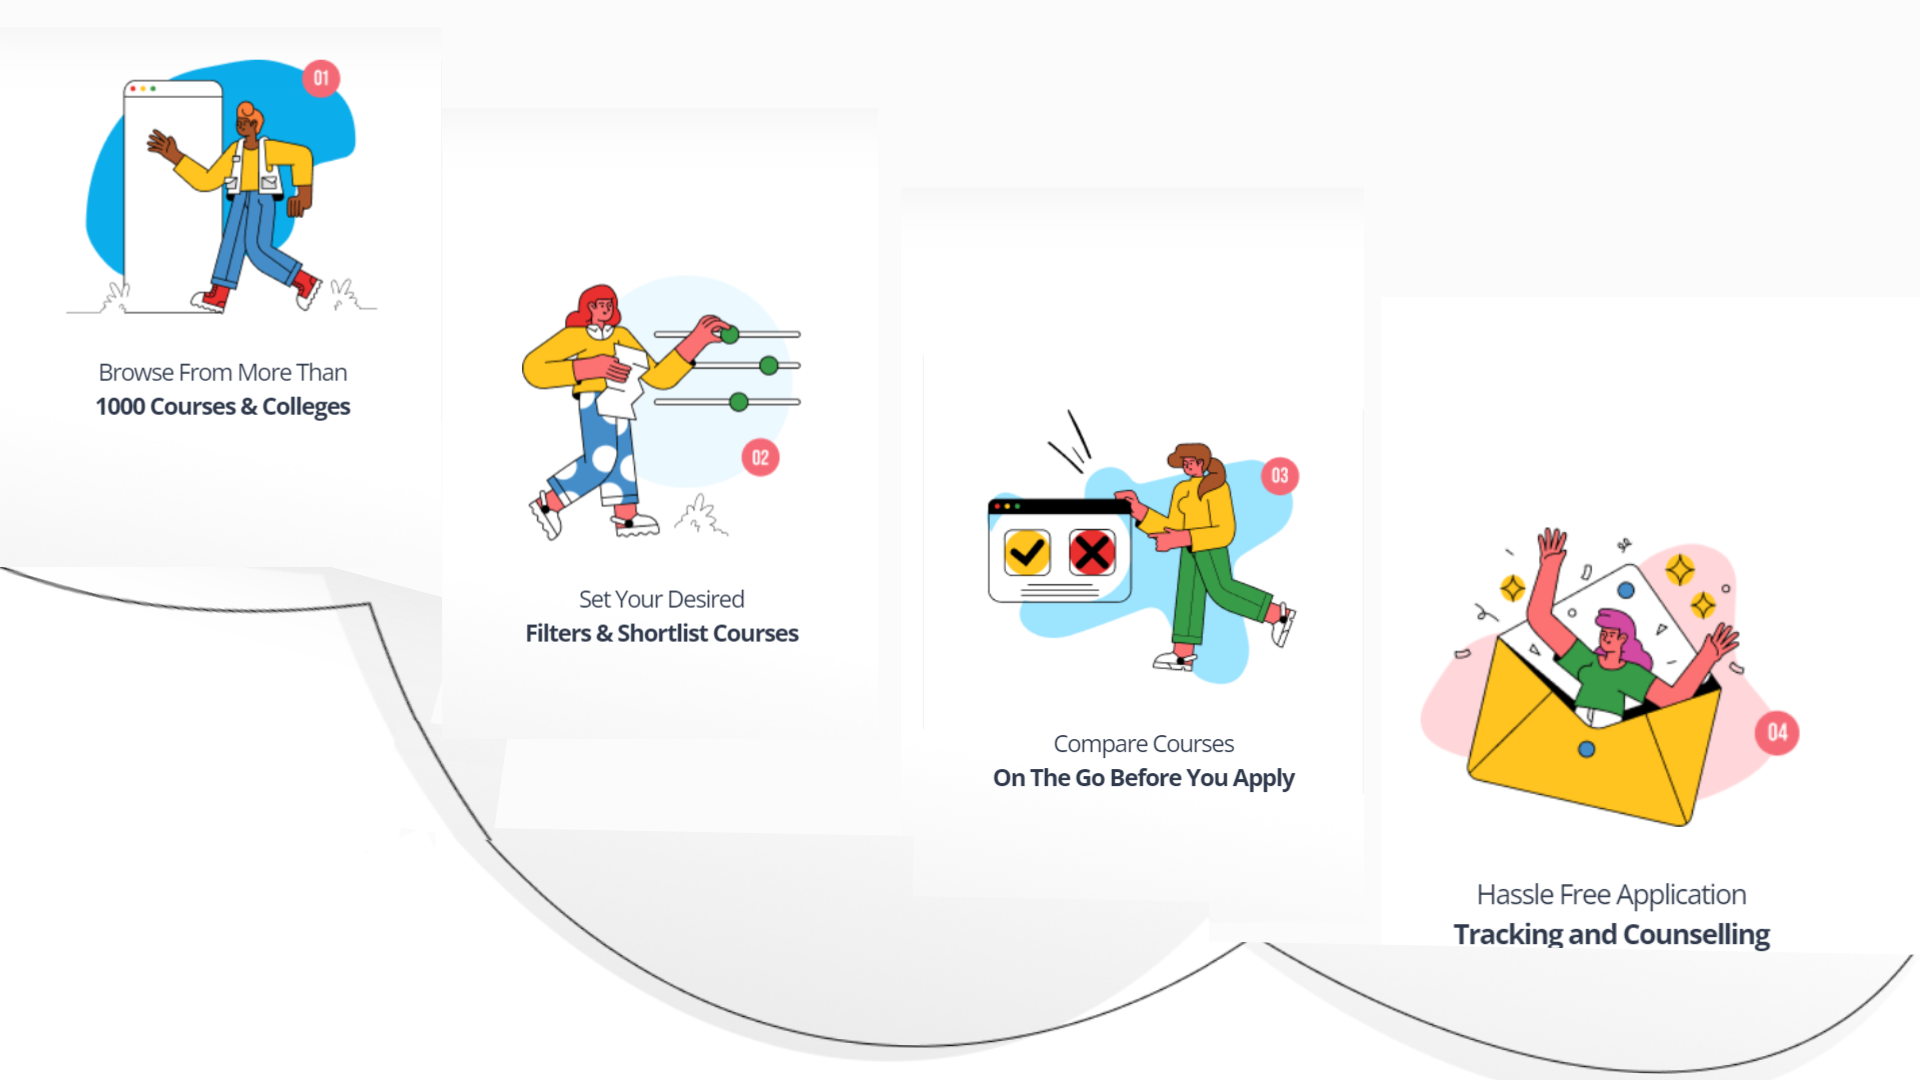 01
Browse From More Than
1000 Courses & Colleges
02
Set Your Desired
Filters & Shortlist Courses
03
Compare Courses
On The Go Before You Apply
04
Hassle Free Application
Tracking and Counselling